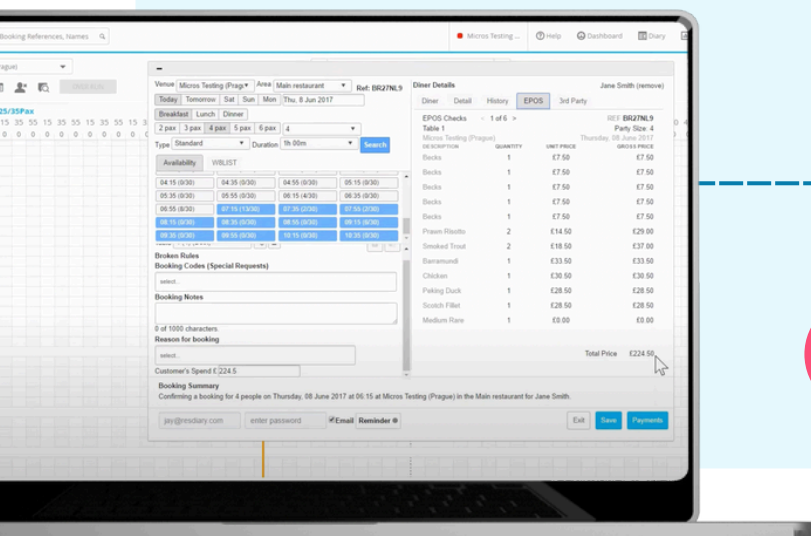 Booking References, Names
Micros Testing ...
Help
Dashboard
Diary
ague)
25/35Pax
Venue Micros Testing (Pragu Area Main restaurant Ref: BR27NL9
Today Tomorrow Sat Sun Mon Thu, 8 Jun 2017
Breakfast Lunch Dinner
2 pax 3 pax 4 pax 5 pax 6 pax 4
Type Standard Duration 1h 00m Search
Availability W8LIST
04:15 (0/30) 04:35 (0/30) 04:55 (0/30) 05:15 (0/30)
05:35 (0/30) 05:55 (0/30) 06:15 (4/30) 06:35 (0/30)
06:55 (8/30) 07:15 (13/30) 07:35 (2/30) 07:55 (2/30)
08:15 (0/30) 08:35 (0/30) 08:55 (0/30) 09:15 (0/30)
09:35 (0/30) 09:55 (0/30) 10:15 (0/30) 10:35 (0/30)
Broken Rules
Booking Codes (Special Requests)
select...
Booking Notes
0 of 1000 characters.
Reason for booking
select...
Customer's Spend £ 224.5
Diner Details Jane Smith (remove)
Diner Detail History EPOS 3rd Party
EPOS Checks < 1 of 6 > REF BR27NL9
Table 1 Party Size: 4
Micros Testing (Prague) Thursday, 08 June 2017
DESCRIPTION QUANTITY UNIT PRICE GROSS PRICE
Becks 1 £7.50 £7.50
Becks 1 £7.50 £7.50
Becks 1 £7.50 £7.50
Becks 1 £7.50 £7.50
Becks 1 £7.50 £7.50
Prawn Risotto 2 £14.50 £29.00
Smoked Trout 2 £18.50 £37.00
Barramundi 1 £33.50 £33.50
Chicken 1 £30.50 £30.50
Peking Duck 1 £28.50 £28.50
Scotch Fillet 1 £28.50 £28.50
Medium Rare 1 £0.00 £0.00
Total Price £224.50
Booking Summary
Confirming a booking for 4 people on Thursday, 08 June 2017 at 06:15 at Micros Testing (Prague) in the Main restaurant for Jane Smith.
jay@resdiary.com enter password Email Reminder Exit Save Payments